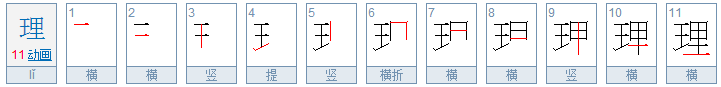 理 1 2 3 4 5 6 7 8 9 10 11
11 动画
lǐ 横 横 竖 提 竖 横折 横 横 竖 横 横